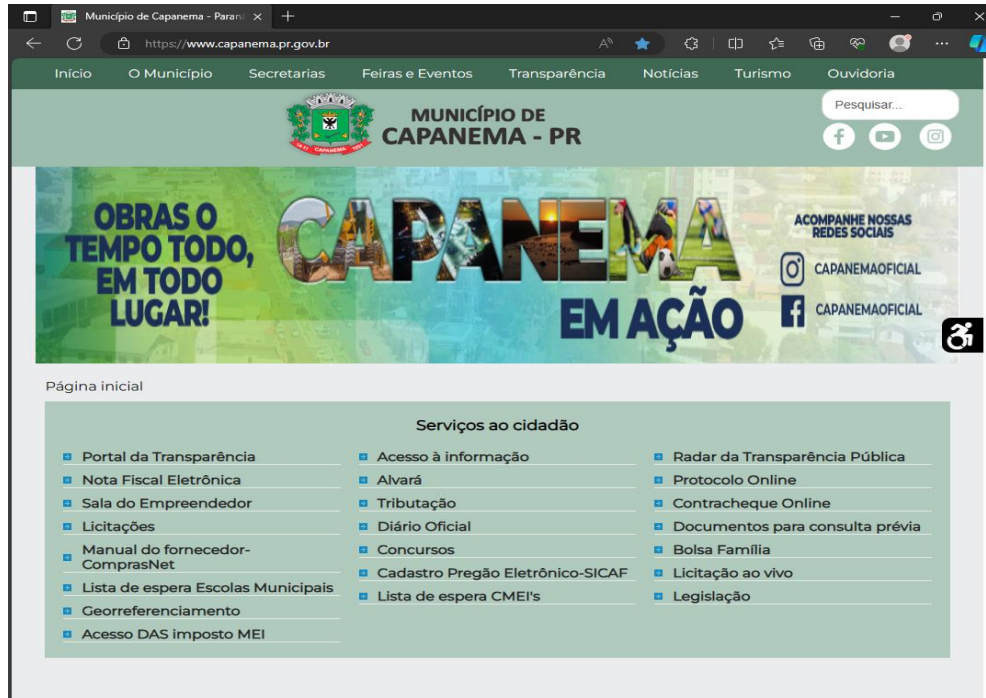 Município de Capanema - Paraná
https://www.capanema.pr.gov.br
Início O Município Secretarias Feiras e Eventos Transparência Notícias Turismo Ouvidoria
MUNICÍPIO DE
CAPANEMA - PR
Pesquisar...
CAPANEMA
OBRAS O
TEMPO TODO,
EM TODO
LUGAR!
CAPANEMA
EM AÇÃO
ACOMPANHE NOSSAS
REDES SOCIAIS
CAPANEMAOFICIAL
CAPANEMAOFICIAL
Página inicial
Serviços ao cidadão
Portal da Transparência
Nota Fiscal Eletrônica
Sala do Empreendedor
Licitações
Manual do fornecedor-
ComprasNet
Lista de espera Escolas Municipais
Georreferenciamento
Acesso DAS imposto MEI
Acesso à informação
Alvará
Tributação
Diário Oficial
Concursos
Cadastro Pregão Eletrônico-SICAF
Lista de espera CMEI's
Radar da Transparência Pública
Protocolo Online
Contracheque Online
Documentos para consulta prévia
Bolsa Família
Licitação ao vivo
Legislação